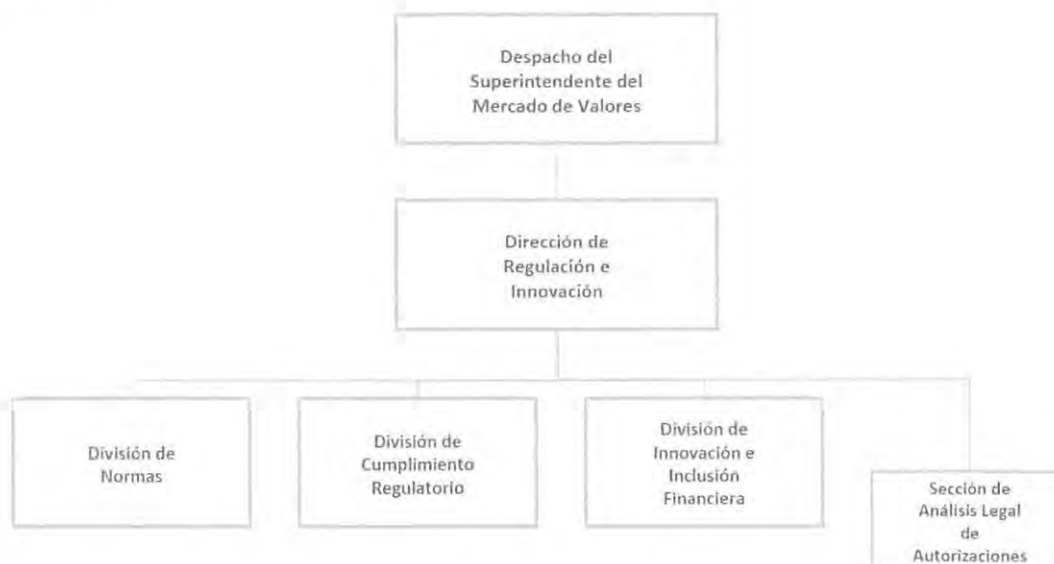 Despacho del
Superintendente del
Mercado de Valores
Dirección de
Regulación e
Innovación
División de
Normas
División de
Cumplimiento
Regulatorio
División de
Innovación e
Inclusión
Financiera
Sección de
Análisis Legal
de
Autorizaciones